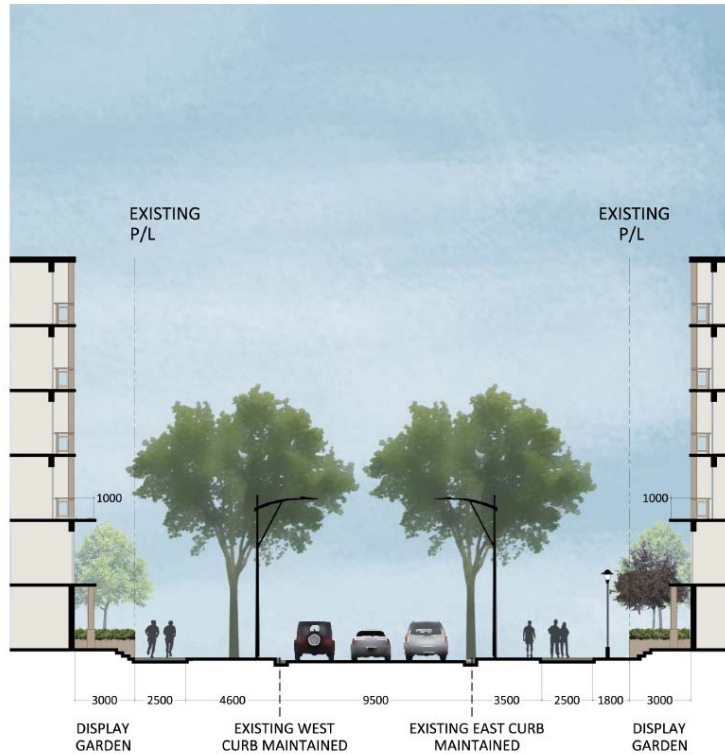 EXISTING
P/L
EXISTING
P/L
1000
1000
3000
2500
4600
9500
3500
2500
1800
3000
DISPLAY
GARDEN
EXISTING WEST
CURB MAINTAINED
EXISTING EAST CURB
MAINTAINED
DISPLAY
GARDEN